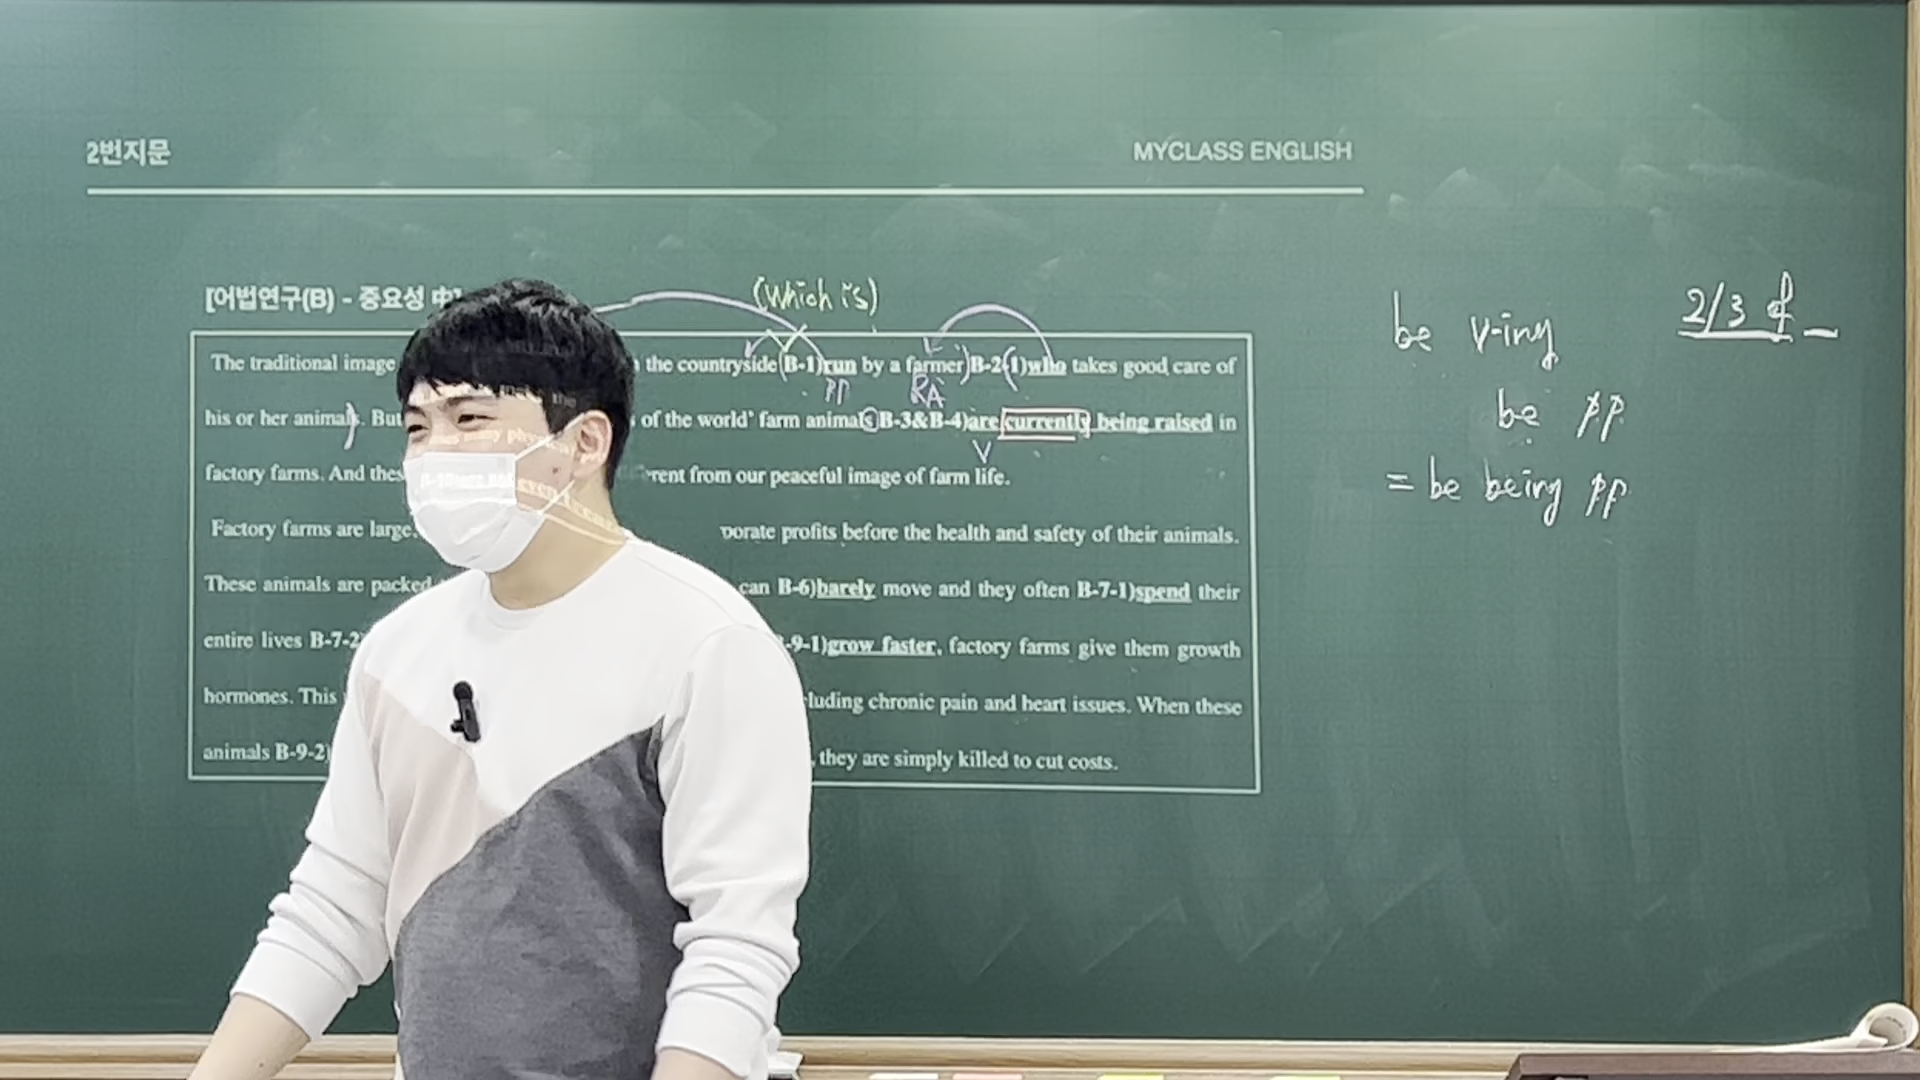 2번지문
MYCLASS ENGLISH
[어법연구(B) - 중요성 中]
(Which is)
The traditional image the countryside (B-1)run by a farmer) B-2(1)who takes good care of
pp RA
his or her animals. But of the world' farm animals B-3&B-4)are currently being raised in
V
factory farms. And thes rent from our peaceful image of farm life.
Factory farms are large, porate profits before the health and safety of their animals.
These animals are packed can B-6)barely move and they often B-7-1)spend their
entire lives B-7-2 -9-1)grow faster, factory farms give them growth
hormones. This luding chronic pain and heart issues. When these
animals B-9-2) , they are simply killed to cut costs.
be v-ing
be pp
= be being pp
2/3 of